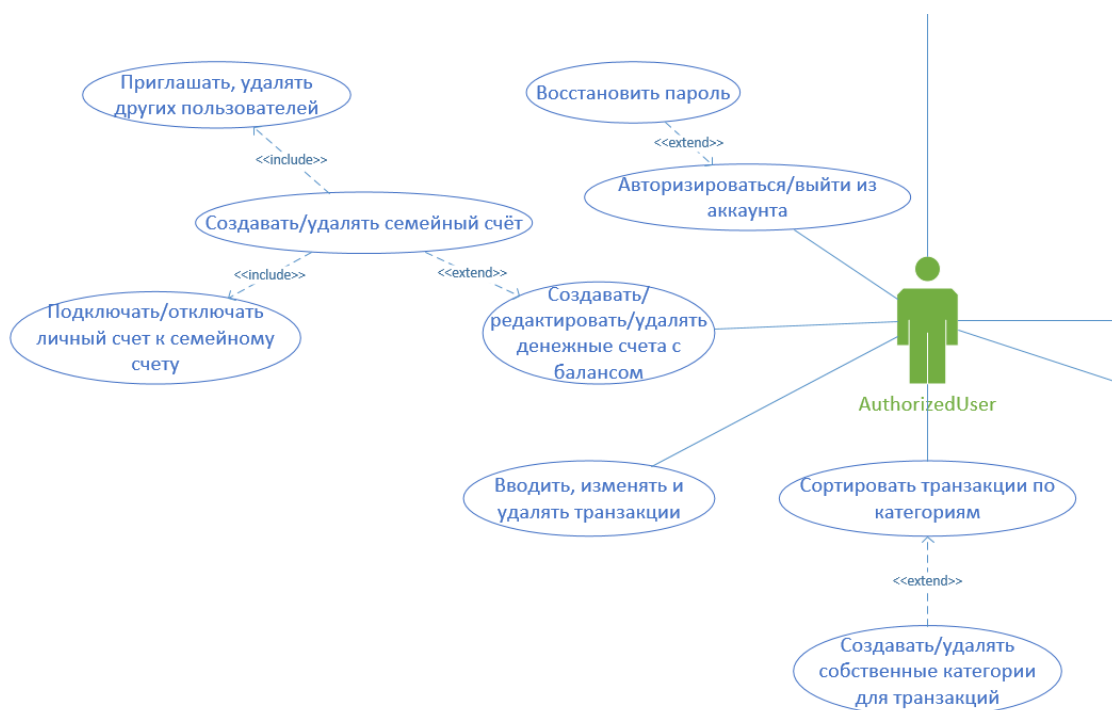 Приглашать, удалять
других пользователей
Восстановить пароль
<<include>>
<<extend>>
Авторизироваться/выйти из
аккаунта
Создавать/удалять семейный счёт
<<include>>
<<extend>>
Подключать/отключать
личный счет к семейному
счету
Создавать/
редактировать/удалять
денежные счета с
балансом
AuthorizedUser
Вводить, изменять и
удалять транзакции
Сортировать транзакции по
категориям
<<extend>>
Создавать/удалять
собственные категории
для транзакций